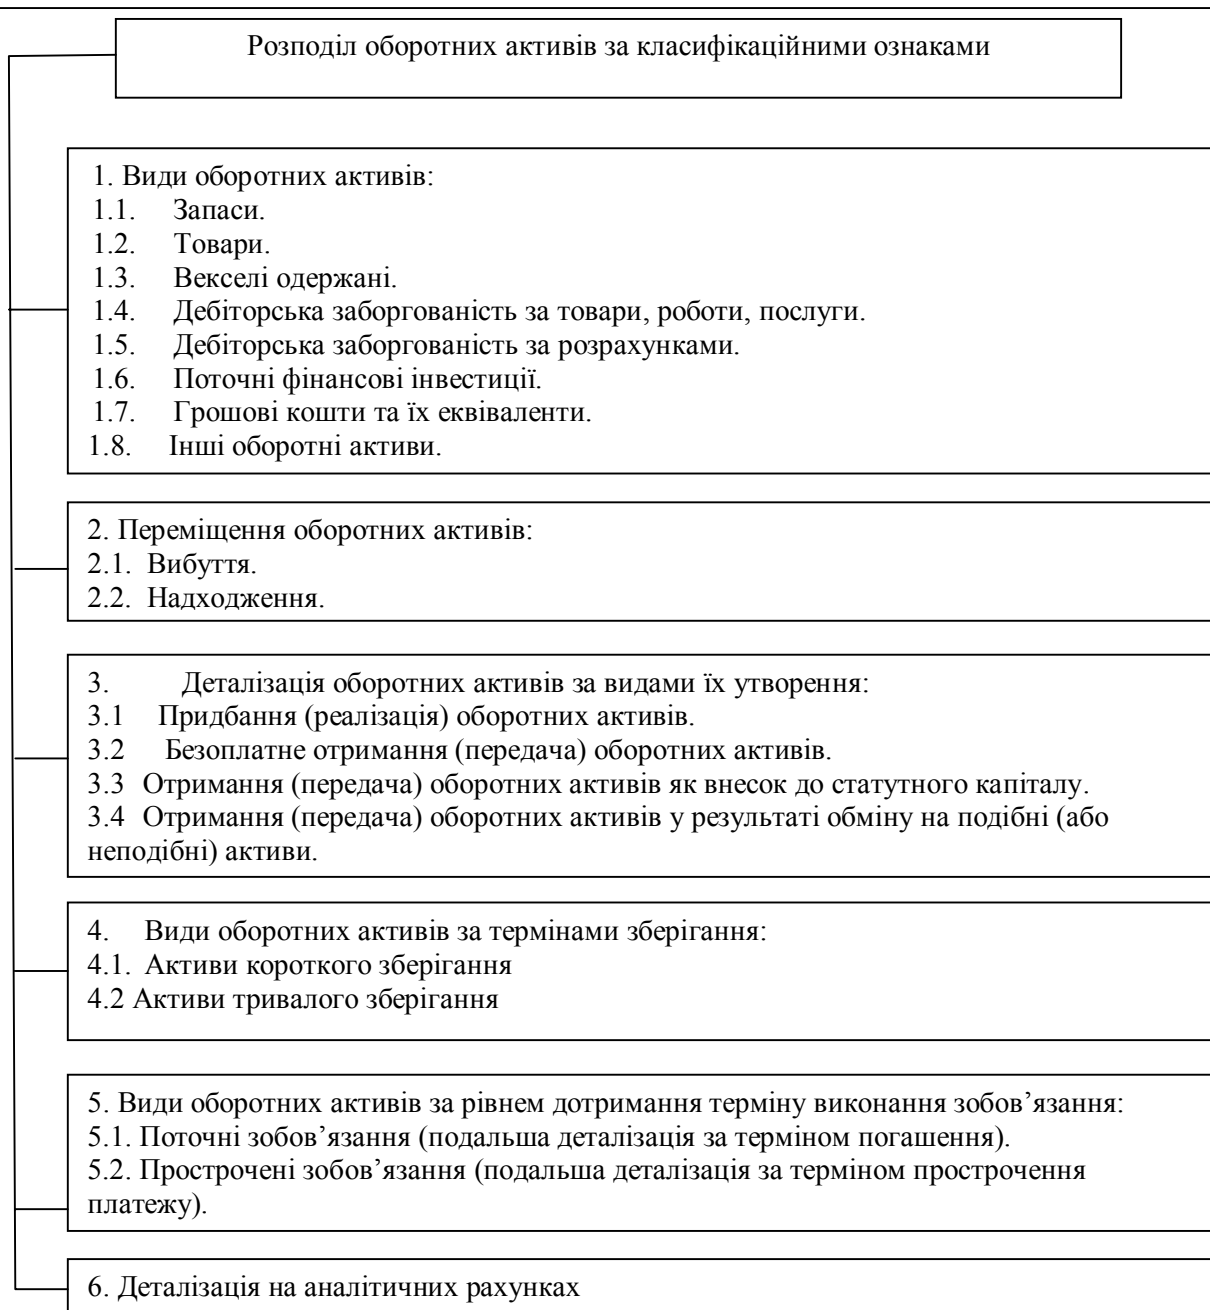 Розподіл оборотних активів за класифікаційними ознаками
1. Види оборотних активів:
1.1. Запаси.
1.2. Товари.
1.3. Векселі одержані.
1.4. Дебіторська заборгованість за товари, роботи, послуги.
1.5. Дебіторська заборгованість за розрахунками.
1.6. Поточні фінансові інвестиції.
1.7. Грошові кошти та їх еквіваленти.
1.8. Інші оборотні активи.
2. Переміщення оборотних активів:
2.1. Вибуття.
2.2. Надходження.
3. Деталізація оборотних активів за видами їх утворення:
3.1 Придбання (реалізація) оборотних активів.
3.2 Безоплатне отримання (передача) оборотних активів.
3.3 Отримання (передача) оборотних активів як внесок до статутного капіталу.
3.4 Отримання (передача) оборотних активів у результаті обміну на подібні (або
неподібні) активи.
4. Види оборотних активів за термінами зберігання:
4.1. Активи короткого зберігання
4.2 Активи тривалого зберігання
5. Види оборотних активів за рівнем дотримання терміну виконання зобов’язання:
5.1. Поточні зобов’язання (подальша деталізація за терміном погашення).
5.2. Прострочені зобов’язання (подальша деталізація за терміном прострочення
платежу).
6. Деталізація на аналітичних рахунках